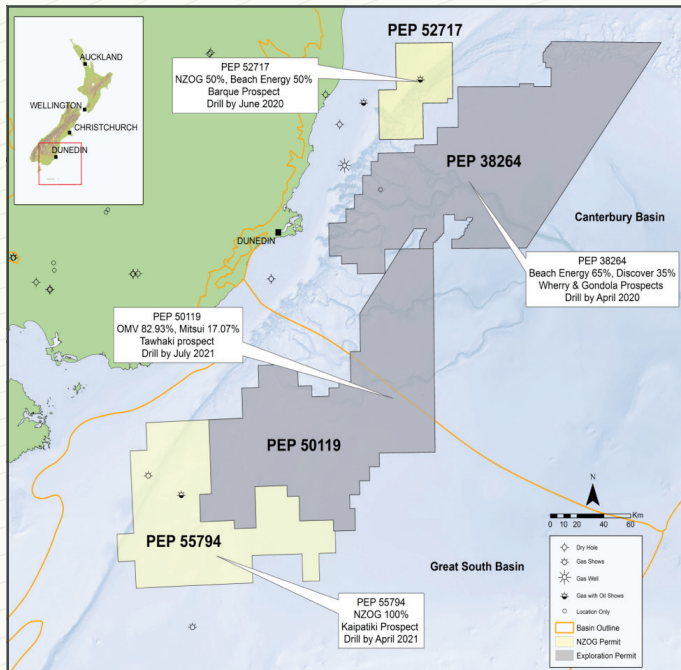 AUCKLAND
WELLINGTON
CHRISTCHURCH
DUNEDIN
PEP 52717
PEP 52717
NZOG 50%, Beach Energy 50%
Barque Prospect
Drill by June 2020
PEP 38264
Canterbury Basin
DUNEDIN
PEP 38264
Beach Energy 65%, Discover 35%
Wherry & Gondola Prospects
Drill by April 2020
PEP 50119
OMV 82.93%, Mitsui 17.07%
Tawhaki prospect
Drill by July 2021
PEP 50119
PEP 55794
Great South Basin
PEP 55794
NZOG 100%
Kaipatiki Prospect
Drill by April 2021
N
Km
0 10 20 40 60
Dry Hole
Gas Shows
Gas Well
Gas with Oil Shows
Location Only
Basin Outline
NZOG Permit
Exploration Permit